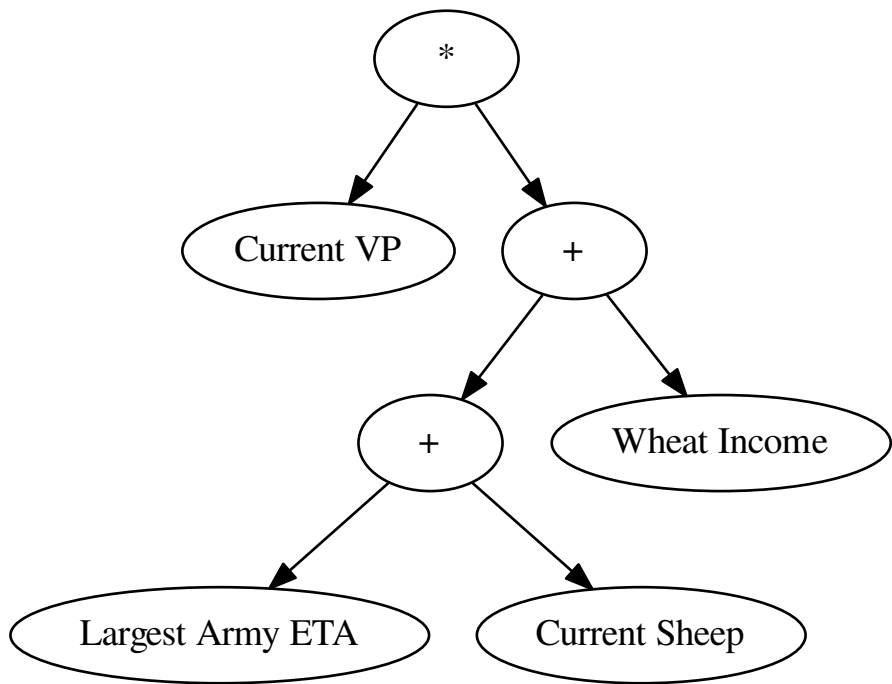 *
Current VP
+
+
Wheat Income
Largest Army ETA
Current Sheep